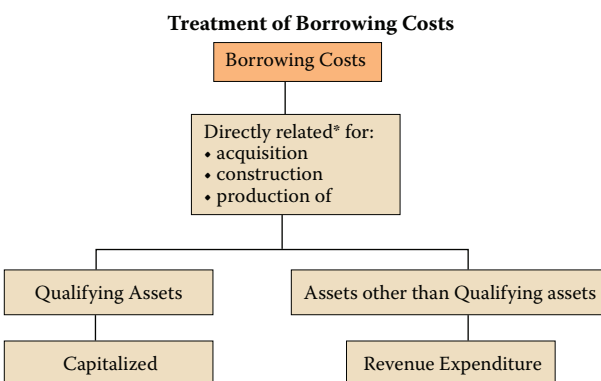 Treatment of Borrowing Costs
Borrowing Costs
Directly related* for:
• acquisition
• construction
• production of
Qualifying Assets
Assets other than Qualifying assets
Capitalized
Revenue Expenditure